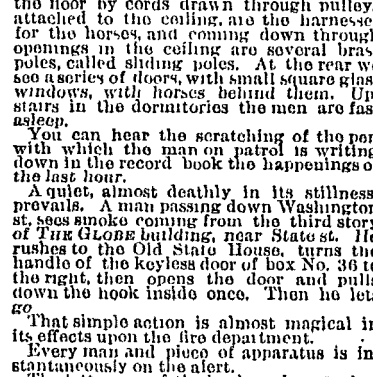 the floor by cords drawn through pulley
attached to the ceiling, are the harnesse
for the horses, and coming down through
openings in the ceiling are several bras
poles, called sliding poles. At the rear w
see a series of doors, with small square glas
windows, with horses behind them. Up
stairs in the dormitories the men are fas
asleep.
You can hear the scratching of the pen
with which the man on patrol is writing
down in the record book the happenings o
the last hour.
A quiet, almost deathly in its stillness
prevails. A man passing down Washington
st. sees smoke coming from the third story
of THE GLOBE building, near State st. He
rushes to the Old State House, turns the
handle of the keyless door of box No. 36 to
the right, then opens the door and pulls
down the hook inside once. Then he let
go.
That simple action is almost magical in
its effects upon the fire department.
Every man and piece of apparatus is in
stantaneously on the alert.